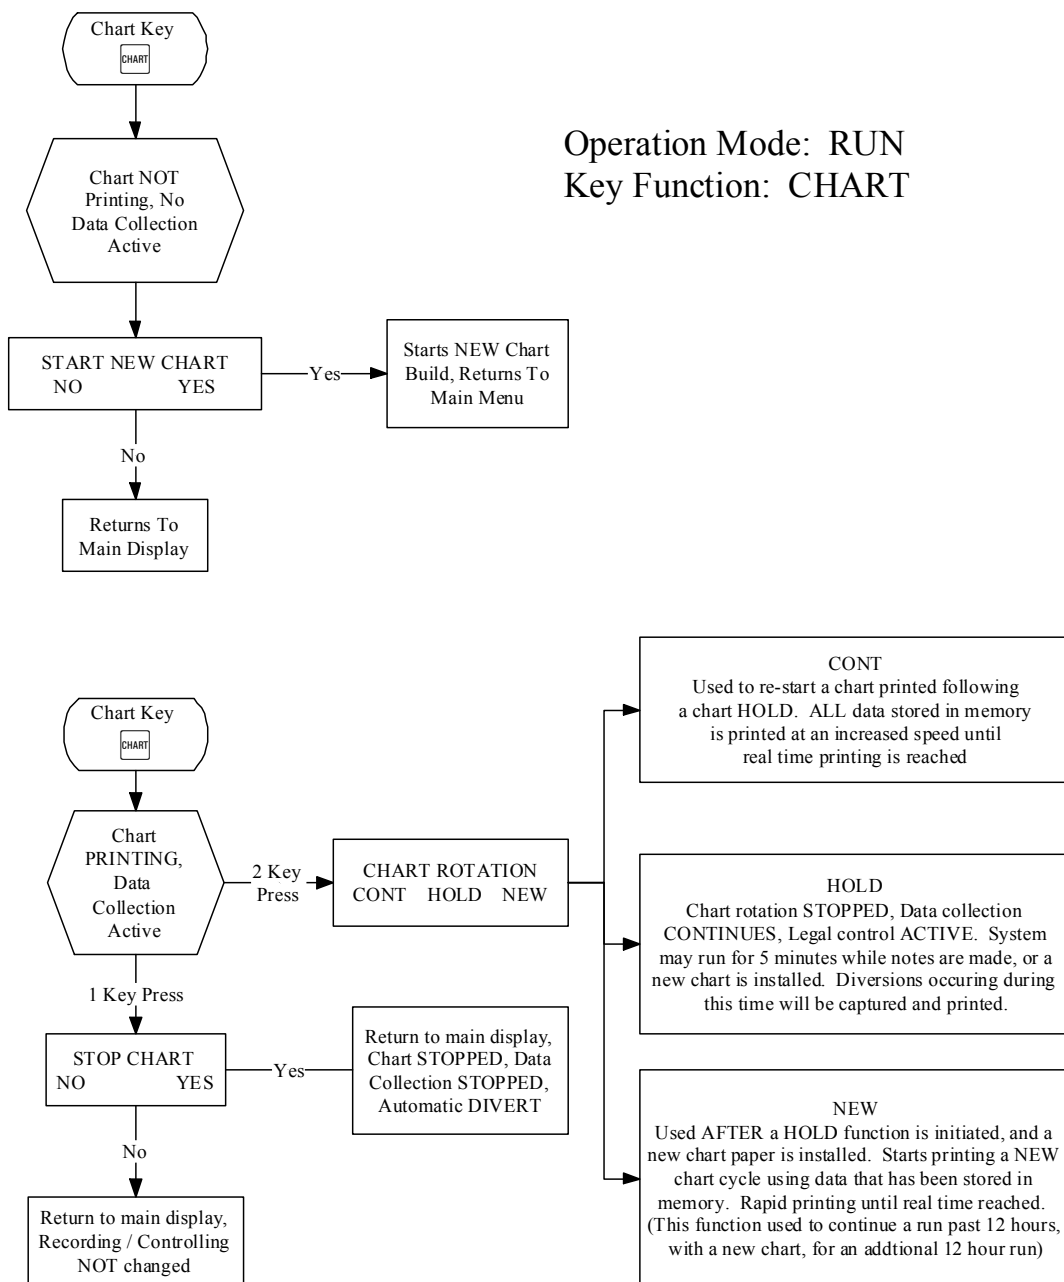 Chart Key
CHART
Operation Mode: RUN
Key Function: CHART
Chart NOT
Printing, No
Data Collection
Active
START NEW CHART
NO YES
Yes
Starts NEW Chart
Build, Returns To
Main Menu
No
Returns To
Main Display
Chart Key
CHART
Chart
PRINTING,
Data
Collection
Active
2 Key
Press
CHART ROTATION
CONT HOLD NEW
CONT
Used to re-start a chart printed following
a chart HOLD. ALL data stored in memory
is printed at an increased speed until
real time printing is reached
HOLD
Chart rotation STOPPED, Data collection
CONTINUES, Legal control ACTIVE. System
may run for 5 minutes while notes are made, or a
new chart is installed. Diversions occuring during
this time will be captured and printed.
1 Key Press
STOP CHART
NO YES
Yes
Return to main display,
Chart STOPPED, Data
Collection STOPPED,
Automatic DIVERT
No
Return to main display,
Recording / Controlling
NOT changed
NEW
Used AFTER a HOLD function is initiated, and a
new chart paper is installed. Starts printing a NEW
chart cycle using data that has been stored in
memory. Rapid printing until real time reached.
(This function used to continue a run past 12 hours,
with a new chart, for an addtional 12 hour run)